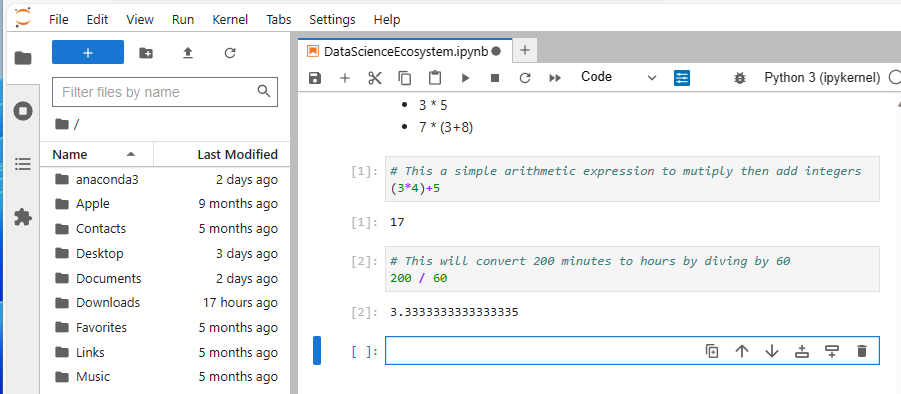 File Edit View Run Kernel Tabs Settings Help
DataScienceEcosystem.ipynb
Code Python 3 (ipykernel)
Filter files by name
/
Name Last Modified
anaconda3 2 days ago
Apple 9 months ago
Contacts 5 months ago
Desktop 3 days ago
Documents 2 days ago
Downloads 17 hours ago
Favorites 5 months ago
Links 5 months ago
Music 5 months ago
• 3 * 5
• 7 * (3+8)
[1]: # This a simple arithmetic expression to mutiply then add integers
(3*4)+5
[1]: 17
[2]: # This will convert 200 minutes to hours by diving by 60
200 / 60
[2]: 3.3333333333333335
[ ]: